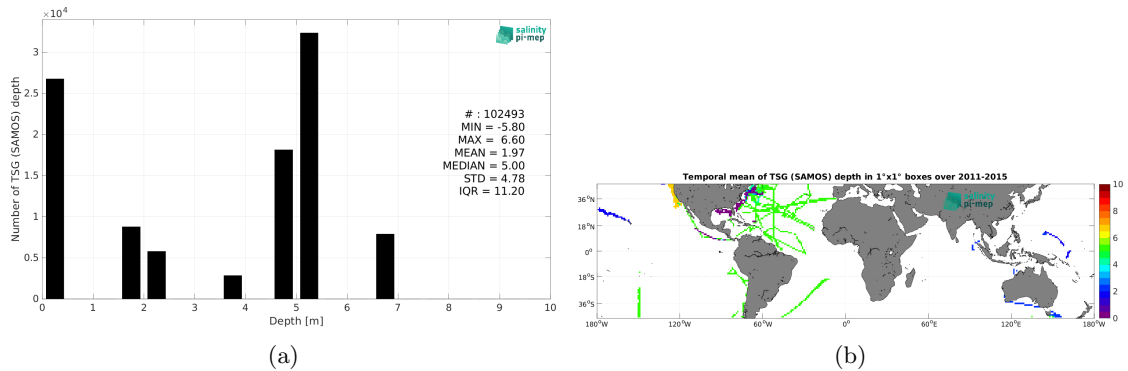 ×10⁴
3
2.5
2
1.5
1
0.5
0
Number of TSG (SAMOS) depth
salinity
pi-mep
# : 102493
MIN = -5.80
MAX = 6.60
MEAN = 1.97
MEDIAN = 5.00
STD = 4.78
IQR = 11.20
0 1 2 3 4 5 6 7 8 9 10
Depth [m]
(a)
Temporal mean of TSG (SAMOS) depth in 1°x1° boxes over 2011-2015
36°N
18°N
0°
18°S
36°S
salinity
pi-mep
180°W 120°W 60°W 0° 60°E 120°E 180°W
10
8
6
4
2
0
(b)